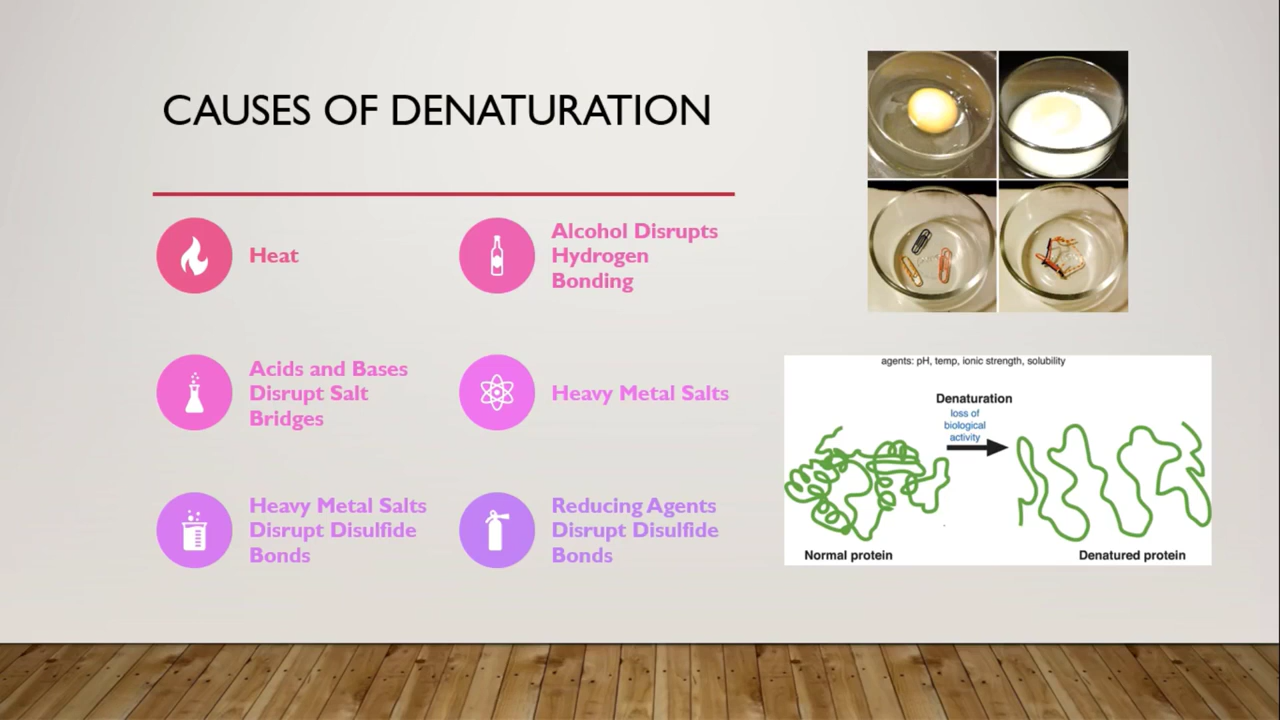 CAUSES OF DENATURATION
Heat
Alcohol Disrupts
Hydrogen
Bonding
Acids and Bases
Disrupt Salt
Bridges
Heavy Metal Salts
Heavy Metal Salts
Disrupt Disulfide
Bonds
Reducing Agents
Disrupt Disulfide
Bonds
agents: pH, temp, ionic strength, solubility
Denaturation
loss of
biological
activity
Normal protein
Denatured protein